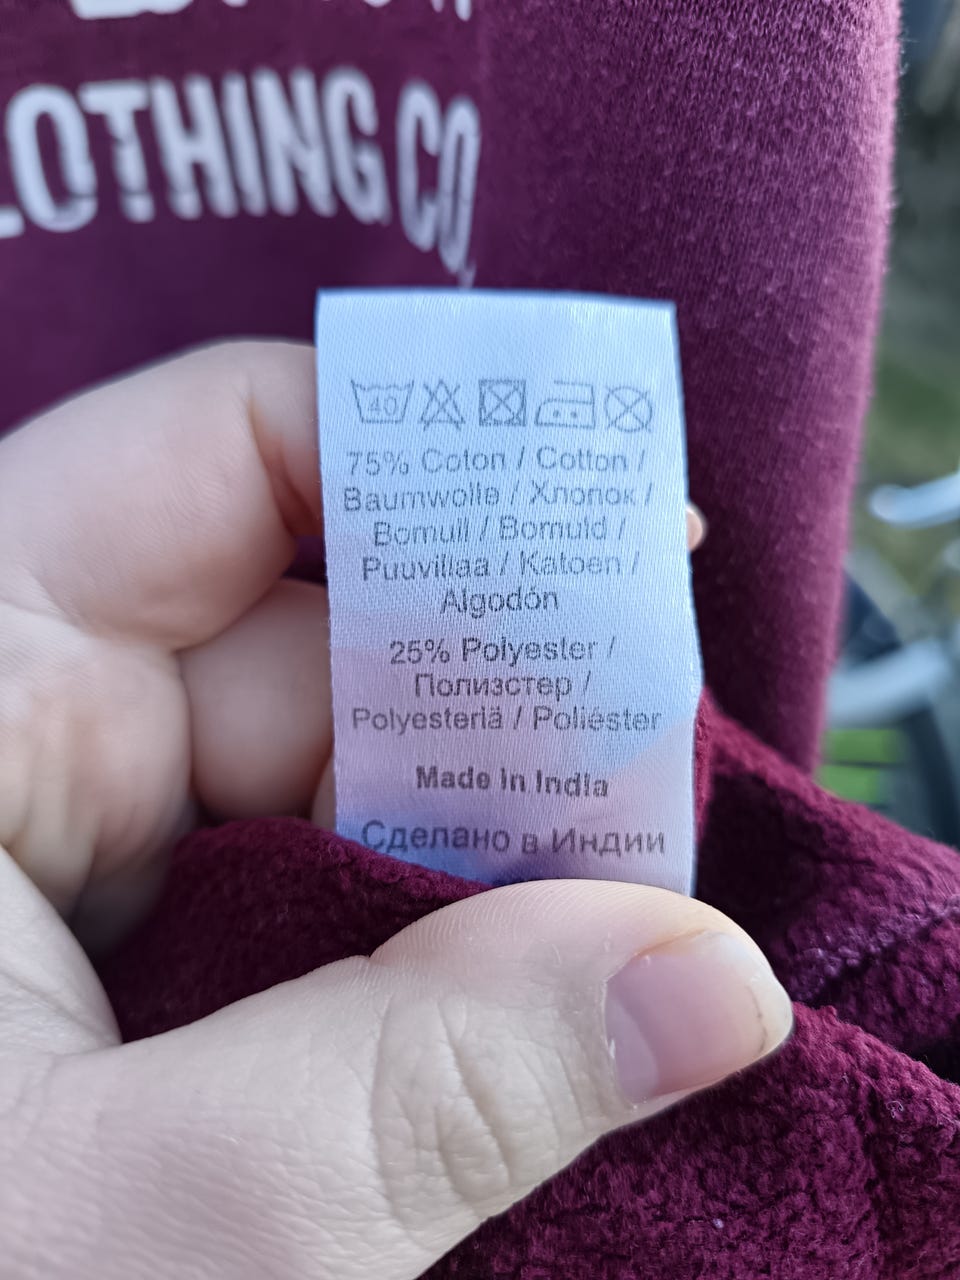 LOTHING CO.
40
75% Coton / Cotton /
Baumwolle / Хлопок /
Bomull / Bomuld /
Puuvillaa / Katoen /
Algodón
25% Polyester /
Полиэстер /
Polyesteriä / Poliéster
Made in India
Сделано в Индии